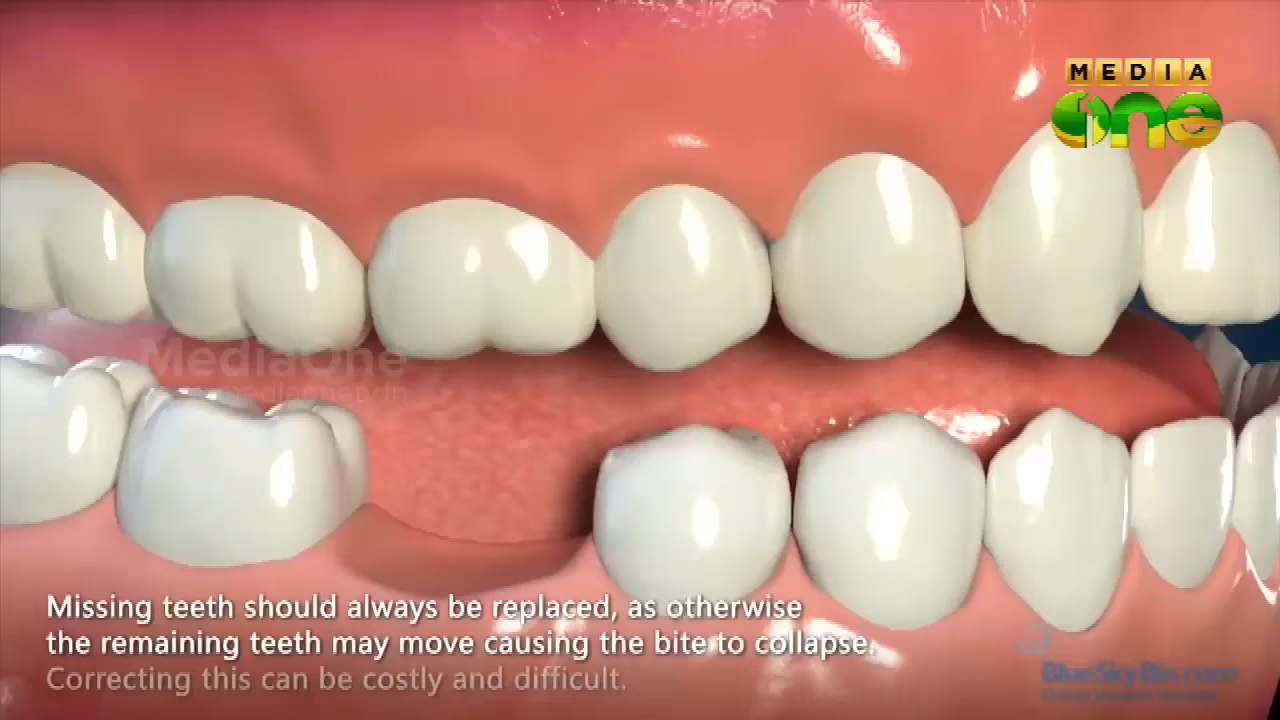 MEDIA
One
MediaOne
Missing teeth should always be replaced, as otherwise
the remaining teeth may move causing the bite to collapse.
Correcting this can be costly and difficult.
BlueSkyBio.com